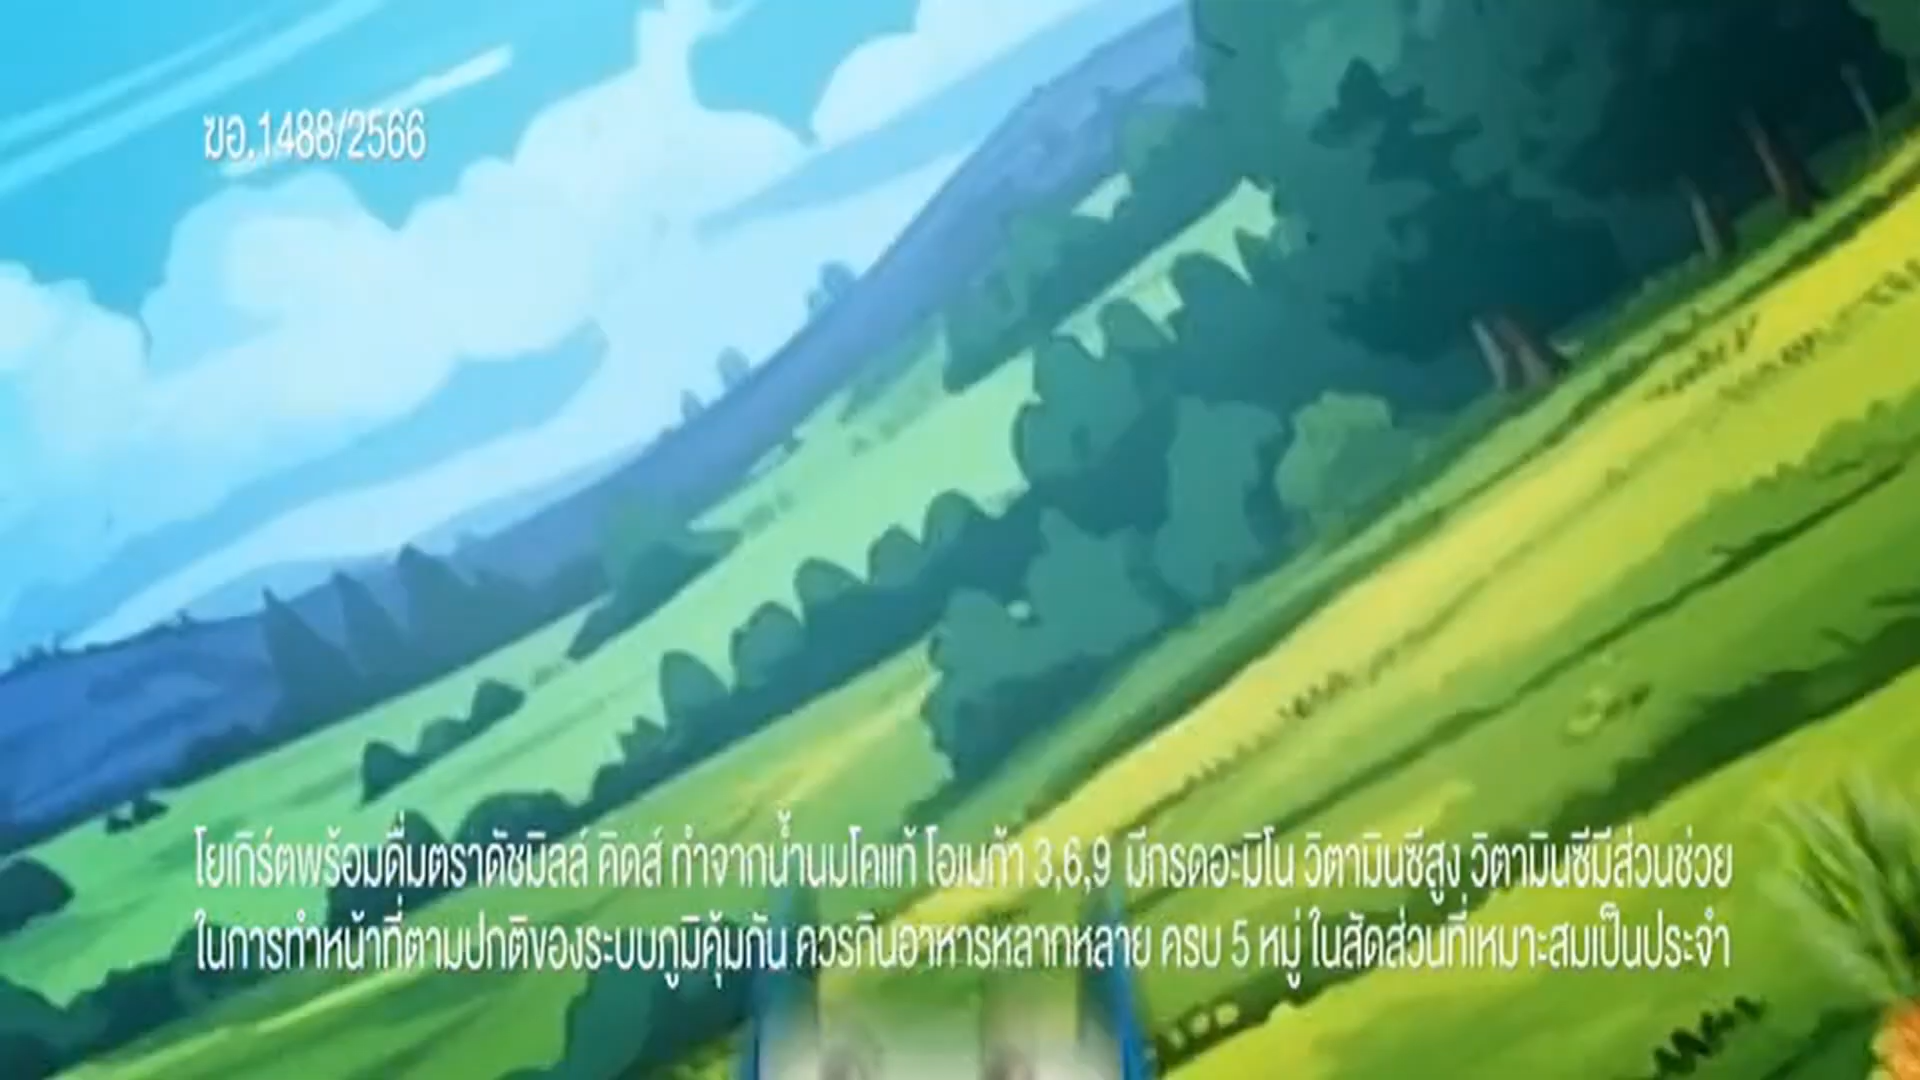 ฆอ.1488/2566
โยเกิร์ตพร้อมดื่มตราดัชมิลล์ คิดส์ ทำจากน้ำนมโคแท้ โอเมก้า 3,6,9 มีกรดอะมิโน วิตามินซีสูง วิตามินซีมีส่วนช่วย
ในการทำหน้าที่ตามปกติของระบบภูมิคุ้มกัน ควรกินอาหารหลากหลาย ครบ 5 หมู่ ในสัดส่วนที่เหมาะสมเป็นประจำ